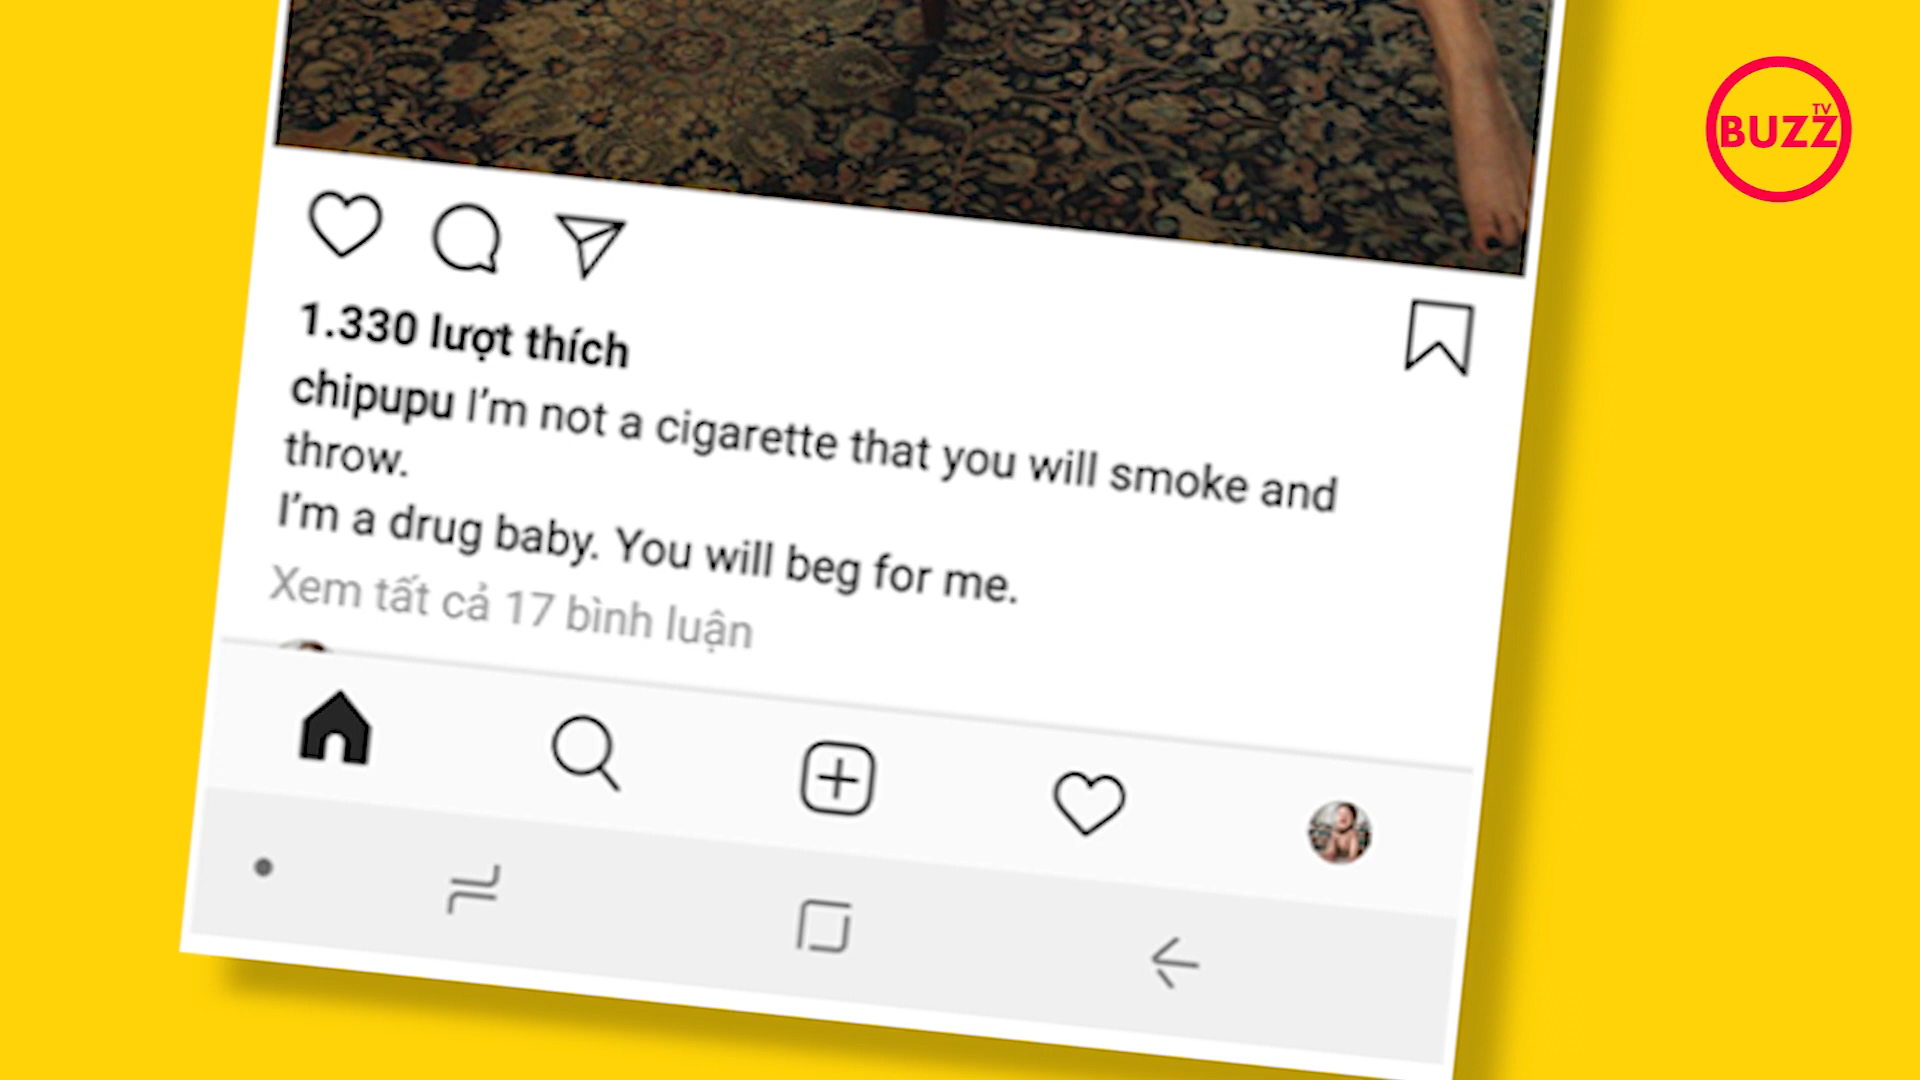 TV
BUZZ
1.330 lượt thích
chipupu I’m not a cigarette that you will smoke and
throw.
I’m a drug baby. You will beg for me.
Xem tất cả 17 bình luận